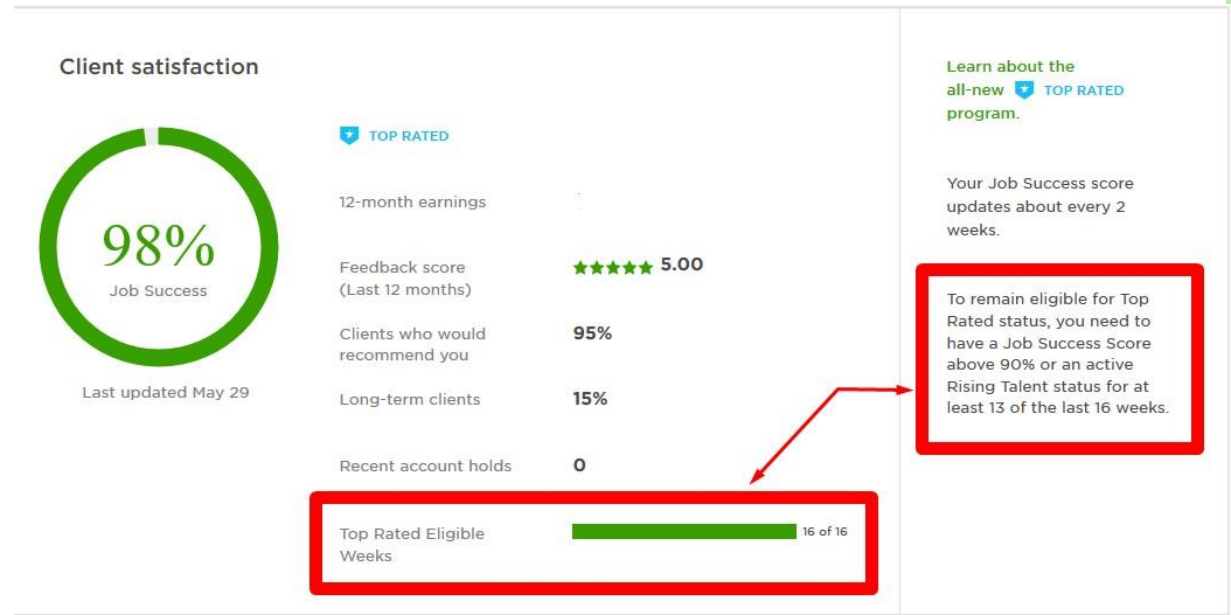 Client satisfaction
98%
Job Success
Last updated May 29
TOP RATED
12-month earnings
Feedback score
(Last 12 months)
5.00
Clients who would
recommend you
95%
Long-term clients
15%
Recent account holds
0
Top Rated Eligible
Weeks
16 of 16
Learn about the
all-new TOP RATED
program.
Your Job Success score
updates about every 2
weeks.
To remain eligible for Top
Rated status, you need to
have a Job Success Score
above 90% or an active
Rising Talent status for at
least 13 of the last 16 weeks.